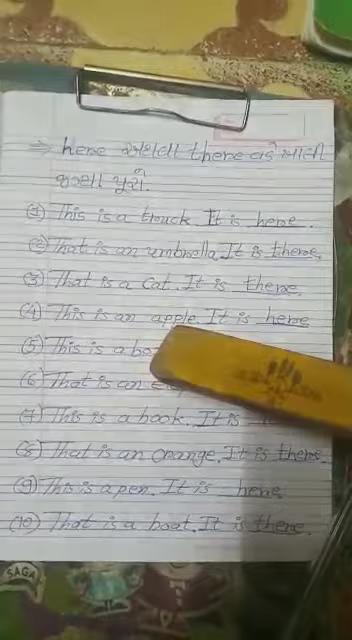 ⇒ here અથવા there વડે ખાલી
જગ્યા પૂરો.
(1) This is a truck. It is here.
(2) That is an umbrella. It is there.
(3) That is a cat. It is there.
(4) This is an apple. It is here
(5) This is a
(6) That is an
(7) This is a book. It is
(8) That is an orange. It is there.
(9) This is a pen. It is here
(10) That is a boat. It is there.
SAGA